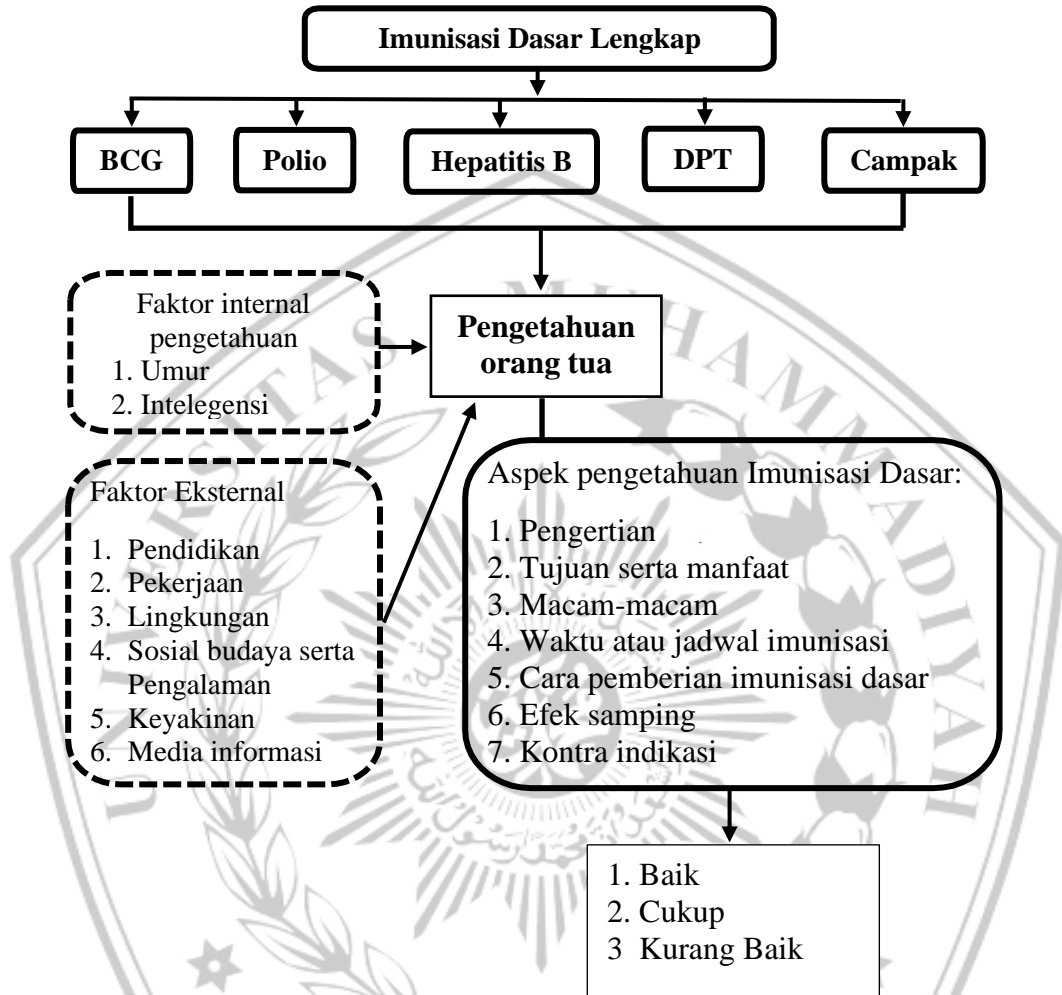 Imunisasi Dasar Lengkap
BCG
Polio
Hepatitis B
DPT
Campak
Faktor internal
pengetahuan
1. Umur
2. Intelegensi
Pengetahuan
orang tua
Faktor Eksternal
1. Pendidikan
2. Pekerjaan
3. Lingkungan
4. Sosial budaya serta
Pengalaman
5. Keyakinan
6. Media informasi
Aspek pengetahuan Imunisasi Dasar:
1. Pengertian
2. Tujuan serta manfaat
3. Macam-macam
4. Waktu atau jadwal imunisasi
5. Cara pemberian imunisasi dasar
6. Efek samping
7. Kontra indikasi
1. Baik
2. Cukup
3 Kurang Baik
UNIVERSITAS MUHAMMADIYAH